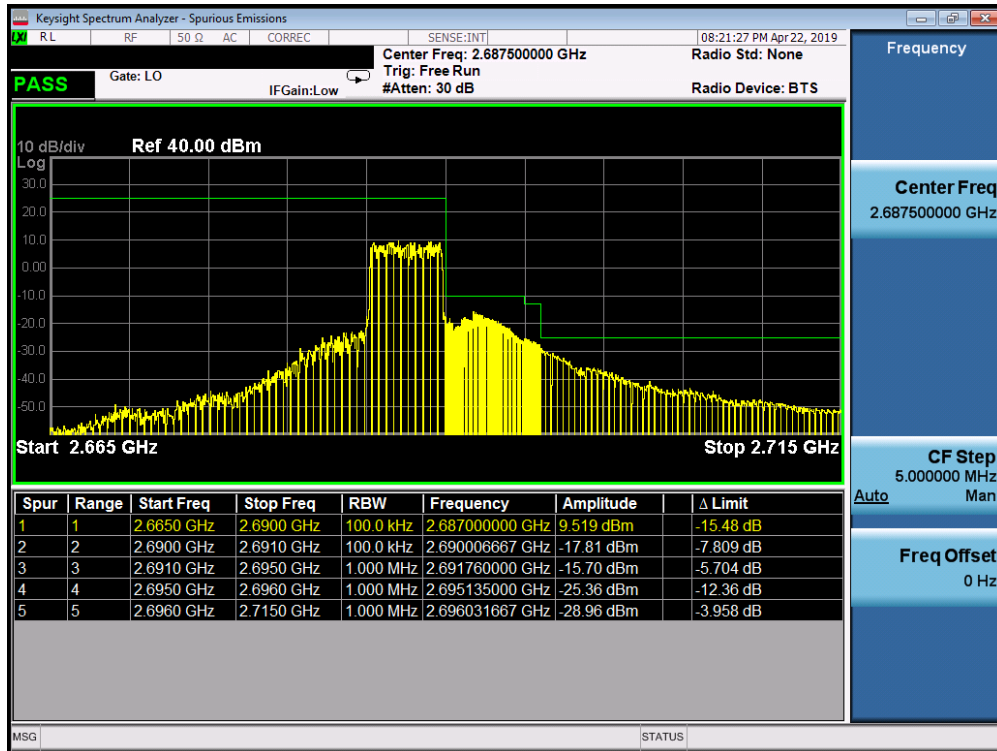 Keysight Spectrum Analyzer - Spurious Emissions
LXI RL RF 50 Ω AC CORREC SENSE:INT 08:21:27 PM Apr 22, 2019
Center Freq: 2.687500000 GHz Radio Std: None
PASS Gate: LO Trig: Free Run
IFGain:Low #Atten: 30 dB Radio Device: BTS
Frequency
10 dB/div Ref 40.00 dBm
Log
30.0
20.0
10.0
0.00
-10.0
-20.0
-30.0
-40.0
-50.0
Start 2.665 GHz Stop 2.715 GHz
Spur Range Start Freq Stop Freq RBW Frequency Amplitude Δ Limit
1 1 2.6650 GHz 2.6900 GHz 100.0 kHz 2.687000000 GHz 9.519 dBm -15.48 dB
2 2 2.6900 GHz 2.6910 GHz 100.0 kHz 2.690006667 GHz -17.81 dBm -7.809 dB
3 3 2.6910 GHz 2.6950 GHz 1.000 MHz 2.691760000 GHz -15.70 dBm -5.704 dB
4 4 2.6950 GHz 2.6960 GHz 1.000 MHz 2.695135000 GHz -25.36 dBm -12.36 dB
5 5 2.6960 GHz 2.7150 GHz 1.000 MHz 2.696031667 GHz -28.96 dBm -3.958 dB
Center Freq
2.687500000 GHz
CF Step
5.000000 MHz
Auto Man
Freq Offset
0 Hz
MSG STATUS